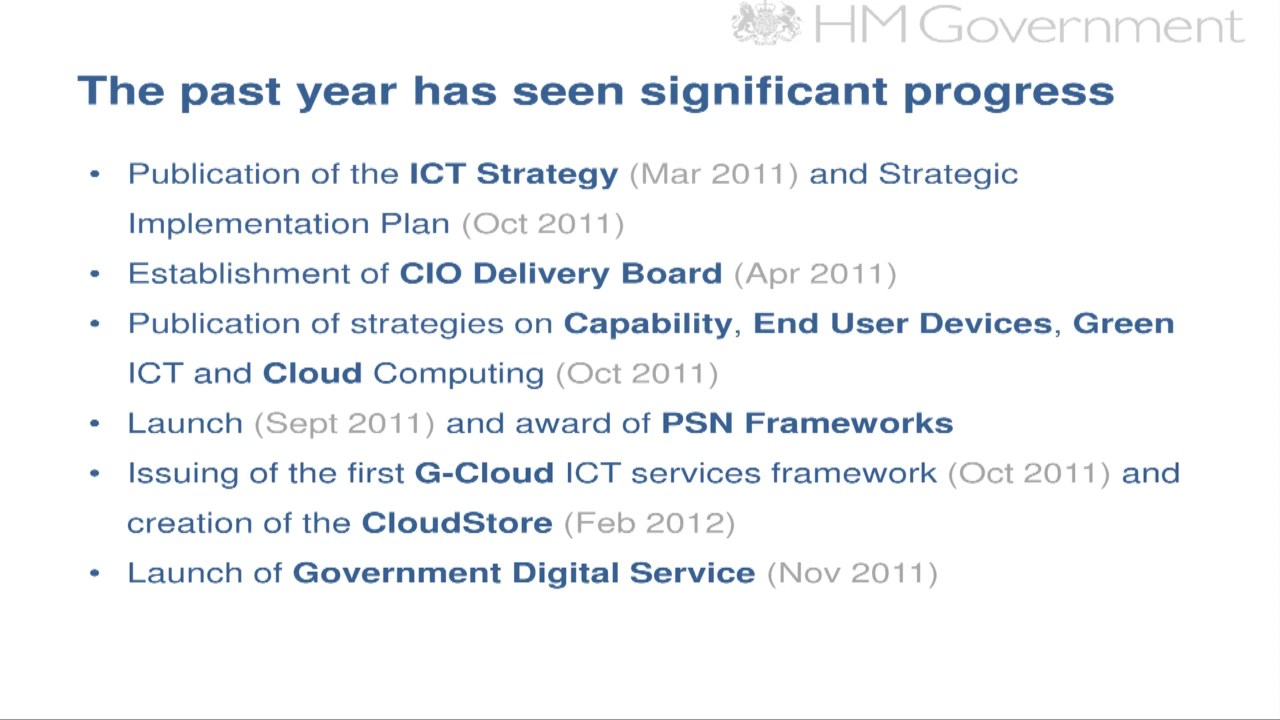 HM Government
The past year has seen significant progress
• Publication of the ICT Strategy (Mar 2011) and Strategic
Implementation Plan (Oct 2011)
• Establishment of CIO Delivery Board (Apr 2011)
• Publication of strategies on Capability, End User Devices, Green
ICT and Cloud Computing (Oct 2011)
• Launch (Sept 2011) and award of PSN Frameworks
• Issuing of the first G-Cloud ICT services framework (Oct 2011) and
creation of the CloudStore (Feb 2012)
• Launch of Government Digital Service (Nov 2011)